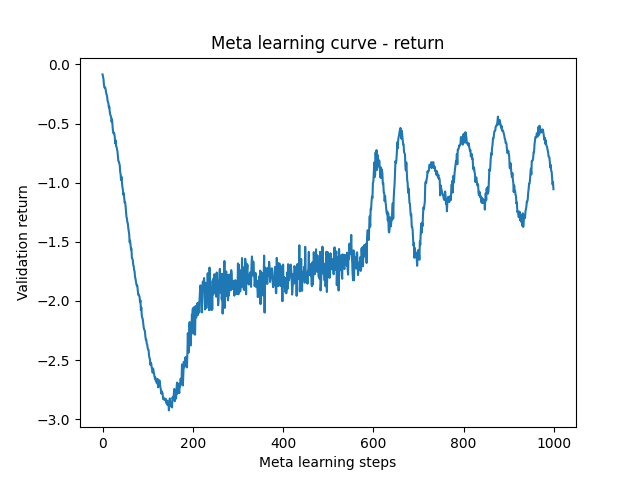 Meta learning curve - return
0.0
−0.5
−1.0
−1.5
−2.0
−2.5
−3.0
Validation return
0 200 400 600 800 1000
Meta learning steps